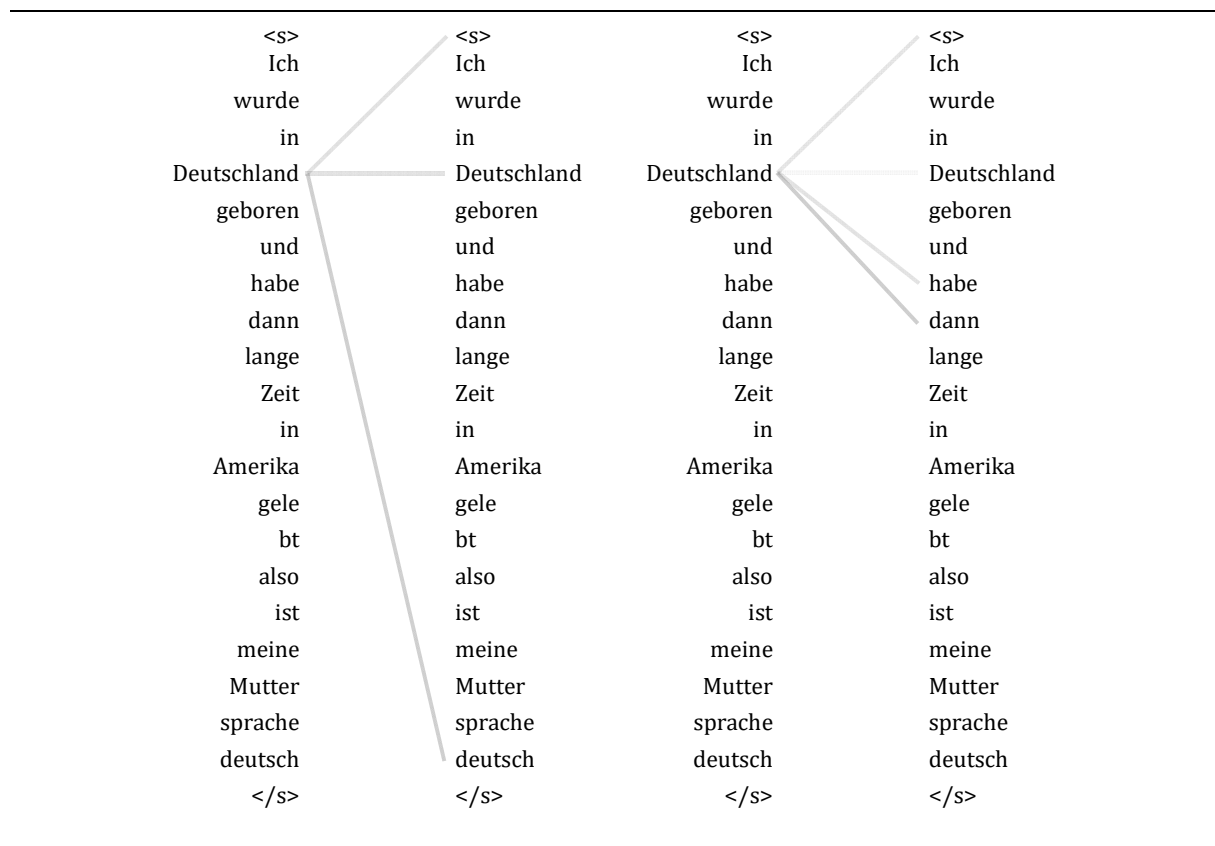 <s> <s> <s> <s>
Ich Ich Ich Ich
wurde wurde wurde wurde
in in in in
Deutschland Deutschland Deutschland Deutschland
geboren geboren geboren geboren
und und und und
habe habe habe habe
dann dann dann dann
lange lange lange lange
Zeit Zeit Zeit Zeit
in in in in
Amerika Amerika Amerika Amerika
gele gele gele gele
bt bt bt bt
also also also also
ist ist ist ist
meine meine meine meine
Mutter Mutter Mutter Mutter
sprache sprache sprache sprache
deutsch deutsch deutsch deutsch
</s> </s> </s> </s>